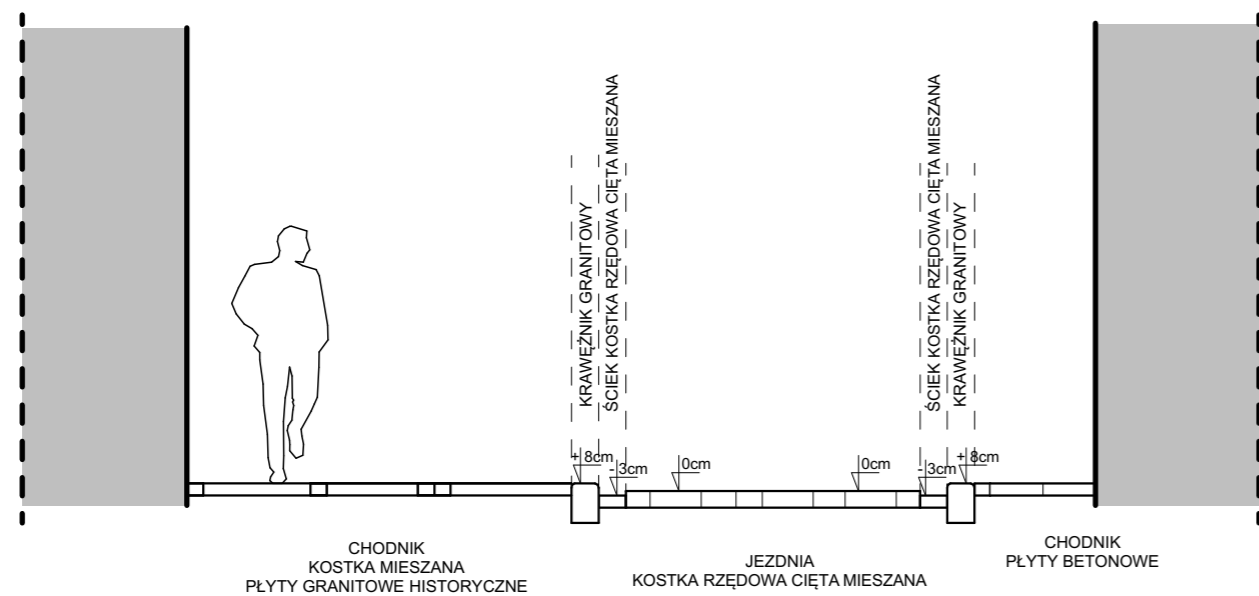 KRAWĘŻNIK GRANITOWY
ŚCIEK KOSTKA RZĘDOWA CIĘTA MIESZANA
ŚCIEK KOSTKA RZĘDOWA CIĘTA MIESZANA
KRAWĘŻNIK GRANITOWY
+ 8cm
- 3cm
0cm
0cm
- 3cm
+ 8cm
CHODNIK
KOSTKA MIESZANA
PŁYTY GRANITOWE HISTORYCZNE
JEZDNIA
KOSTKA RZĘDOWA CIĘTA MIESZANA
CHODNIK
PŁYTY BETONOWE